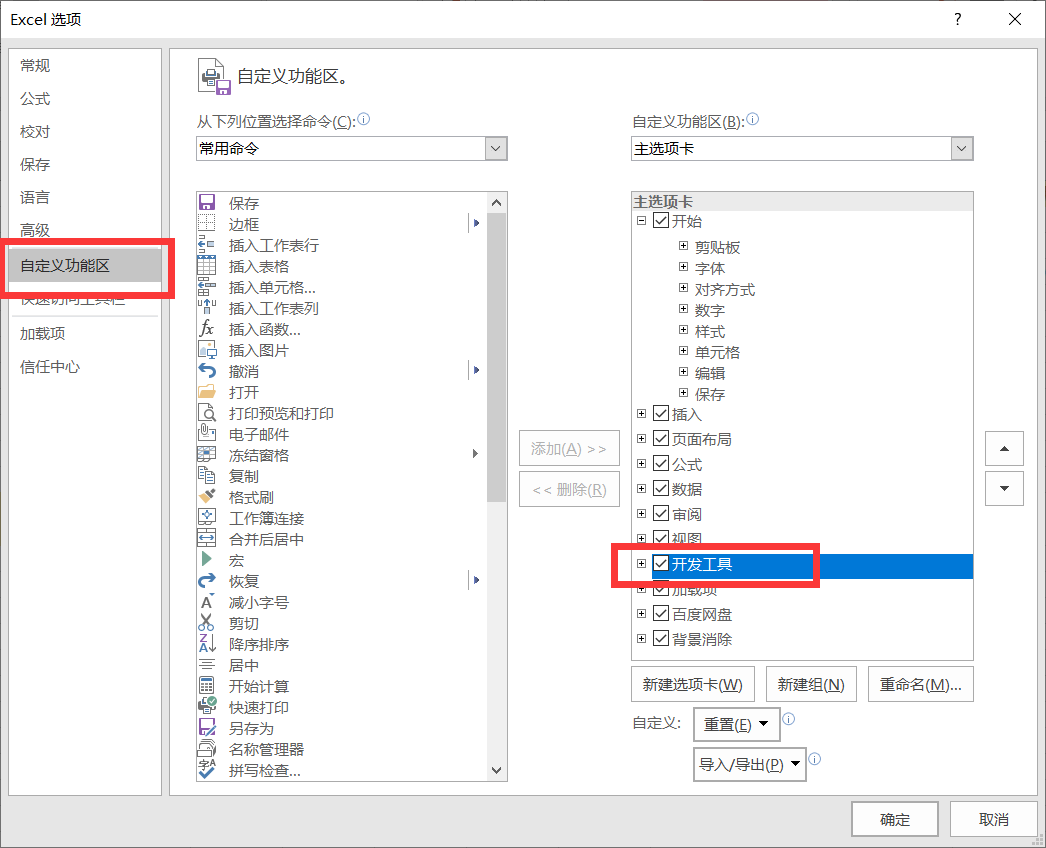 Excel 选项
?
常规
公式
校对
保存
语言
高级
自定义功能区
快速访问工具栏
加载项
信任中心
自定义功能区。
从下列位置选择命令(C):
常用命令
保存
边框
插入工作表行
插入表格
插入单元格...
插入工作表列
插入函数...
插入图片
撤消
打开
打印预览和打印
电子邮件
冻结窗格
复制
格式刷
工作簿连接
合并后居中
宏
恢复
减小字号
剪切
降序排序
居中
开始计算
快速打印
另存为
名称管理器
拼写检查...
添加(A) >>
<< 删除(R)
自定义功能区(B):
主选项卡
主选项卡
开始
剪贴板
字体
对齐方式
数字
样式
单元格
编辑
保存
插入
页面布局
公式
数据
审阅
视图
开发工具
加载项
百度网盘
背景消除
新建选项卡(W)
新建组(N)
重命名(M)...
自定义:
重置(E)
导入/导出(P)
确定
取消